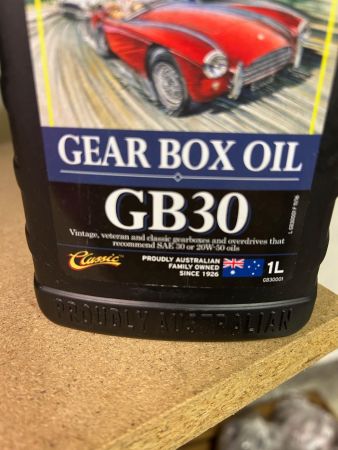 GEAR BOX OIL
GB30
Vintage, veteran and classic gearboxes and overdrives that
recommend SAE 30 or 20W-50 oils
Classic
PROUDLY AUSTRALIAN
FAMILY OWNED
SINCE 1926
1L
0830001
PROUDLY AUSTRALIAN